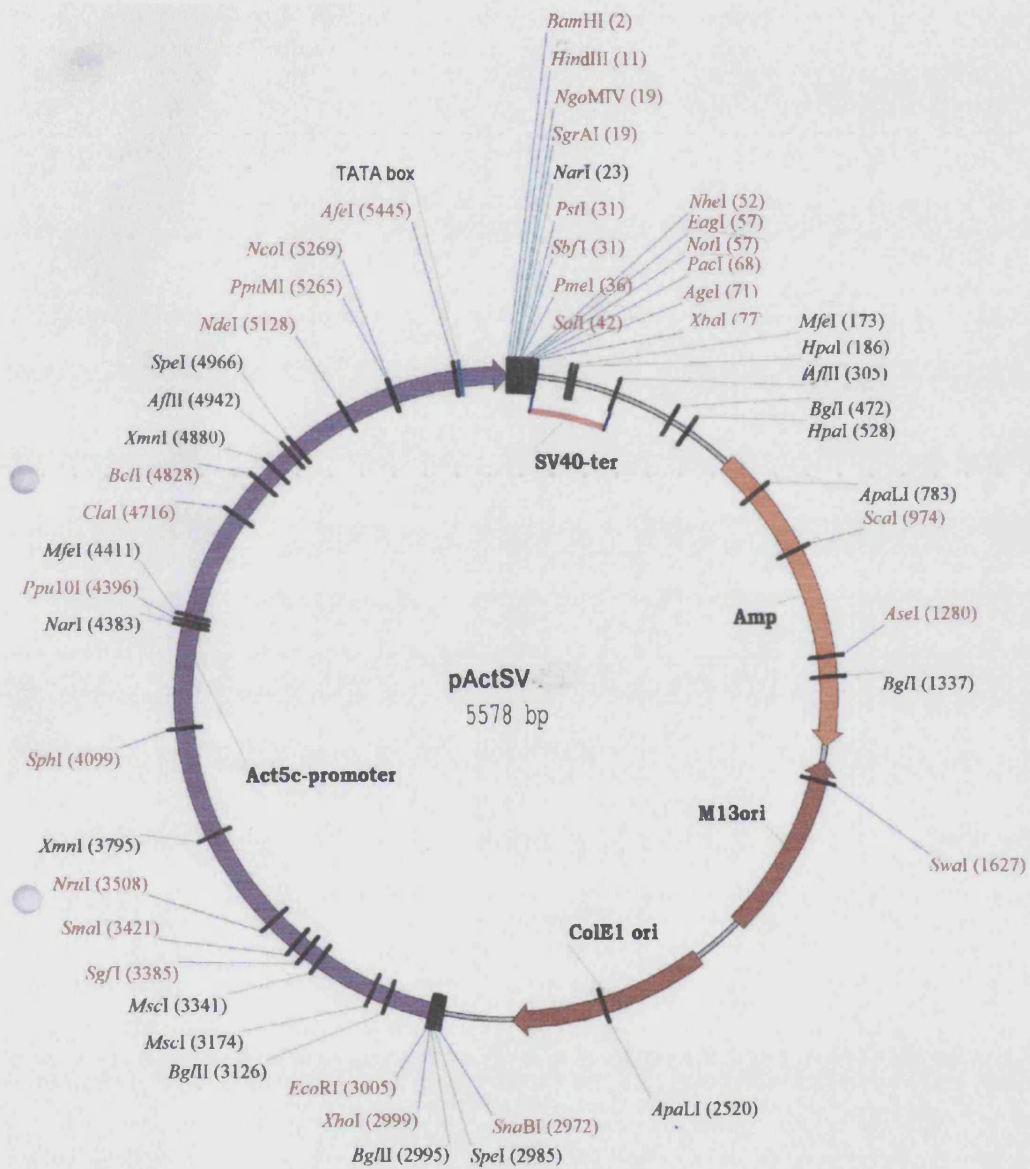 BamHI (2)
HindIII (11)
NgoMIV (19)
SgrAI (19)
NarI (23)
PstI (31)
SbfI (31)
PmeI (36)
SalI (42)
NheI (52)
EagI (57)
NotI (57)
PacI (68)
AgeI (71)
XbaI (77)
MfeI (173)
HpaI (186)
AflII (305)
BglI (472)
HpaI (528)
SV40-ter
ApaLI (783)
ScaI (974)
Amp
AseI (1280)
BglI (1337)
M13ori
SwaI (1627)
ColE1 ori
ApaLI (2520)
SnaBI (2972)
SpeI (2985)
BglII (2995)
XhoI (2999)
EcoRI (3005)
BglII (3126)
MscI (3174)
MscI (3341)
SgfI (3385)
SmaI (3421)
NruI (3508)
XmnI (3795)
Act5c-promoter
SphI (4099)
NarI (4383)
Ppu10I (4396)
MfeI (4411)
ClaI (4716)
BclI (4828)
XmnI (4880)
AflII (4942)
SpeI (4966)
NdeI (5128)
PpuMI (5265)
NcoI (5269)
AfeI (5445)
TATA box
pActSV
5578 bp